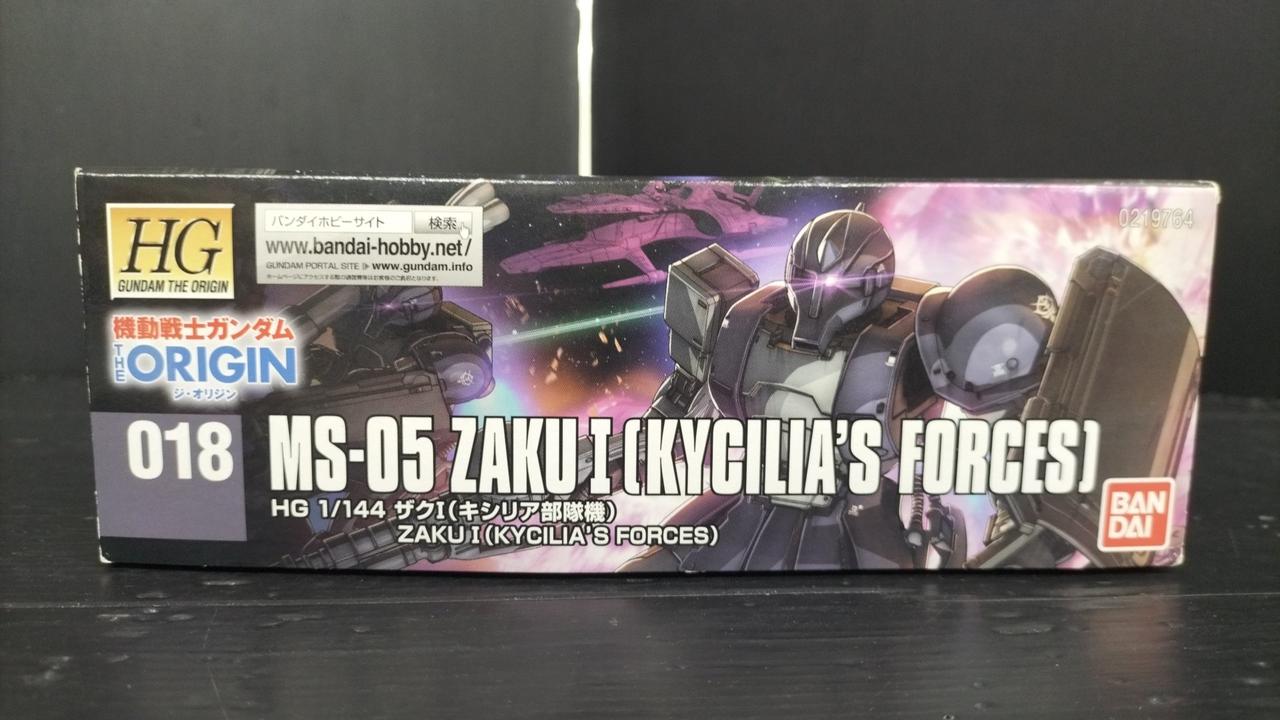 HG
GUNDAM THE ORIGIN
バンダイホビーサイト 検索
www.bandai-hobby.net/
GUNDAM PORTAL SITE ▶ www.gundam.info
0219764
機動戦士ガンダム
THE ORIGIN
ジ・オリジン
018
MS-05 ZAKU I (KYCILIA'S FORCES)
HG 1/144 ザクI(キシリア部隊機)
ZAKU I (KYCILIA'S FORCES)
BAN
DAI